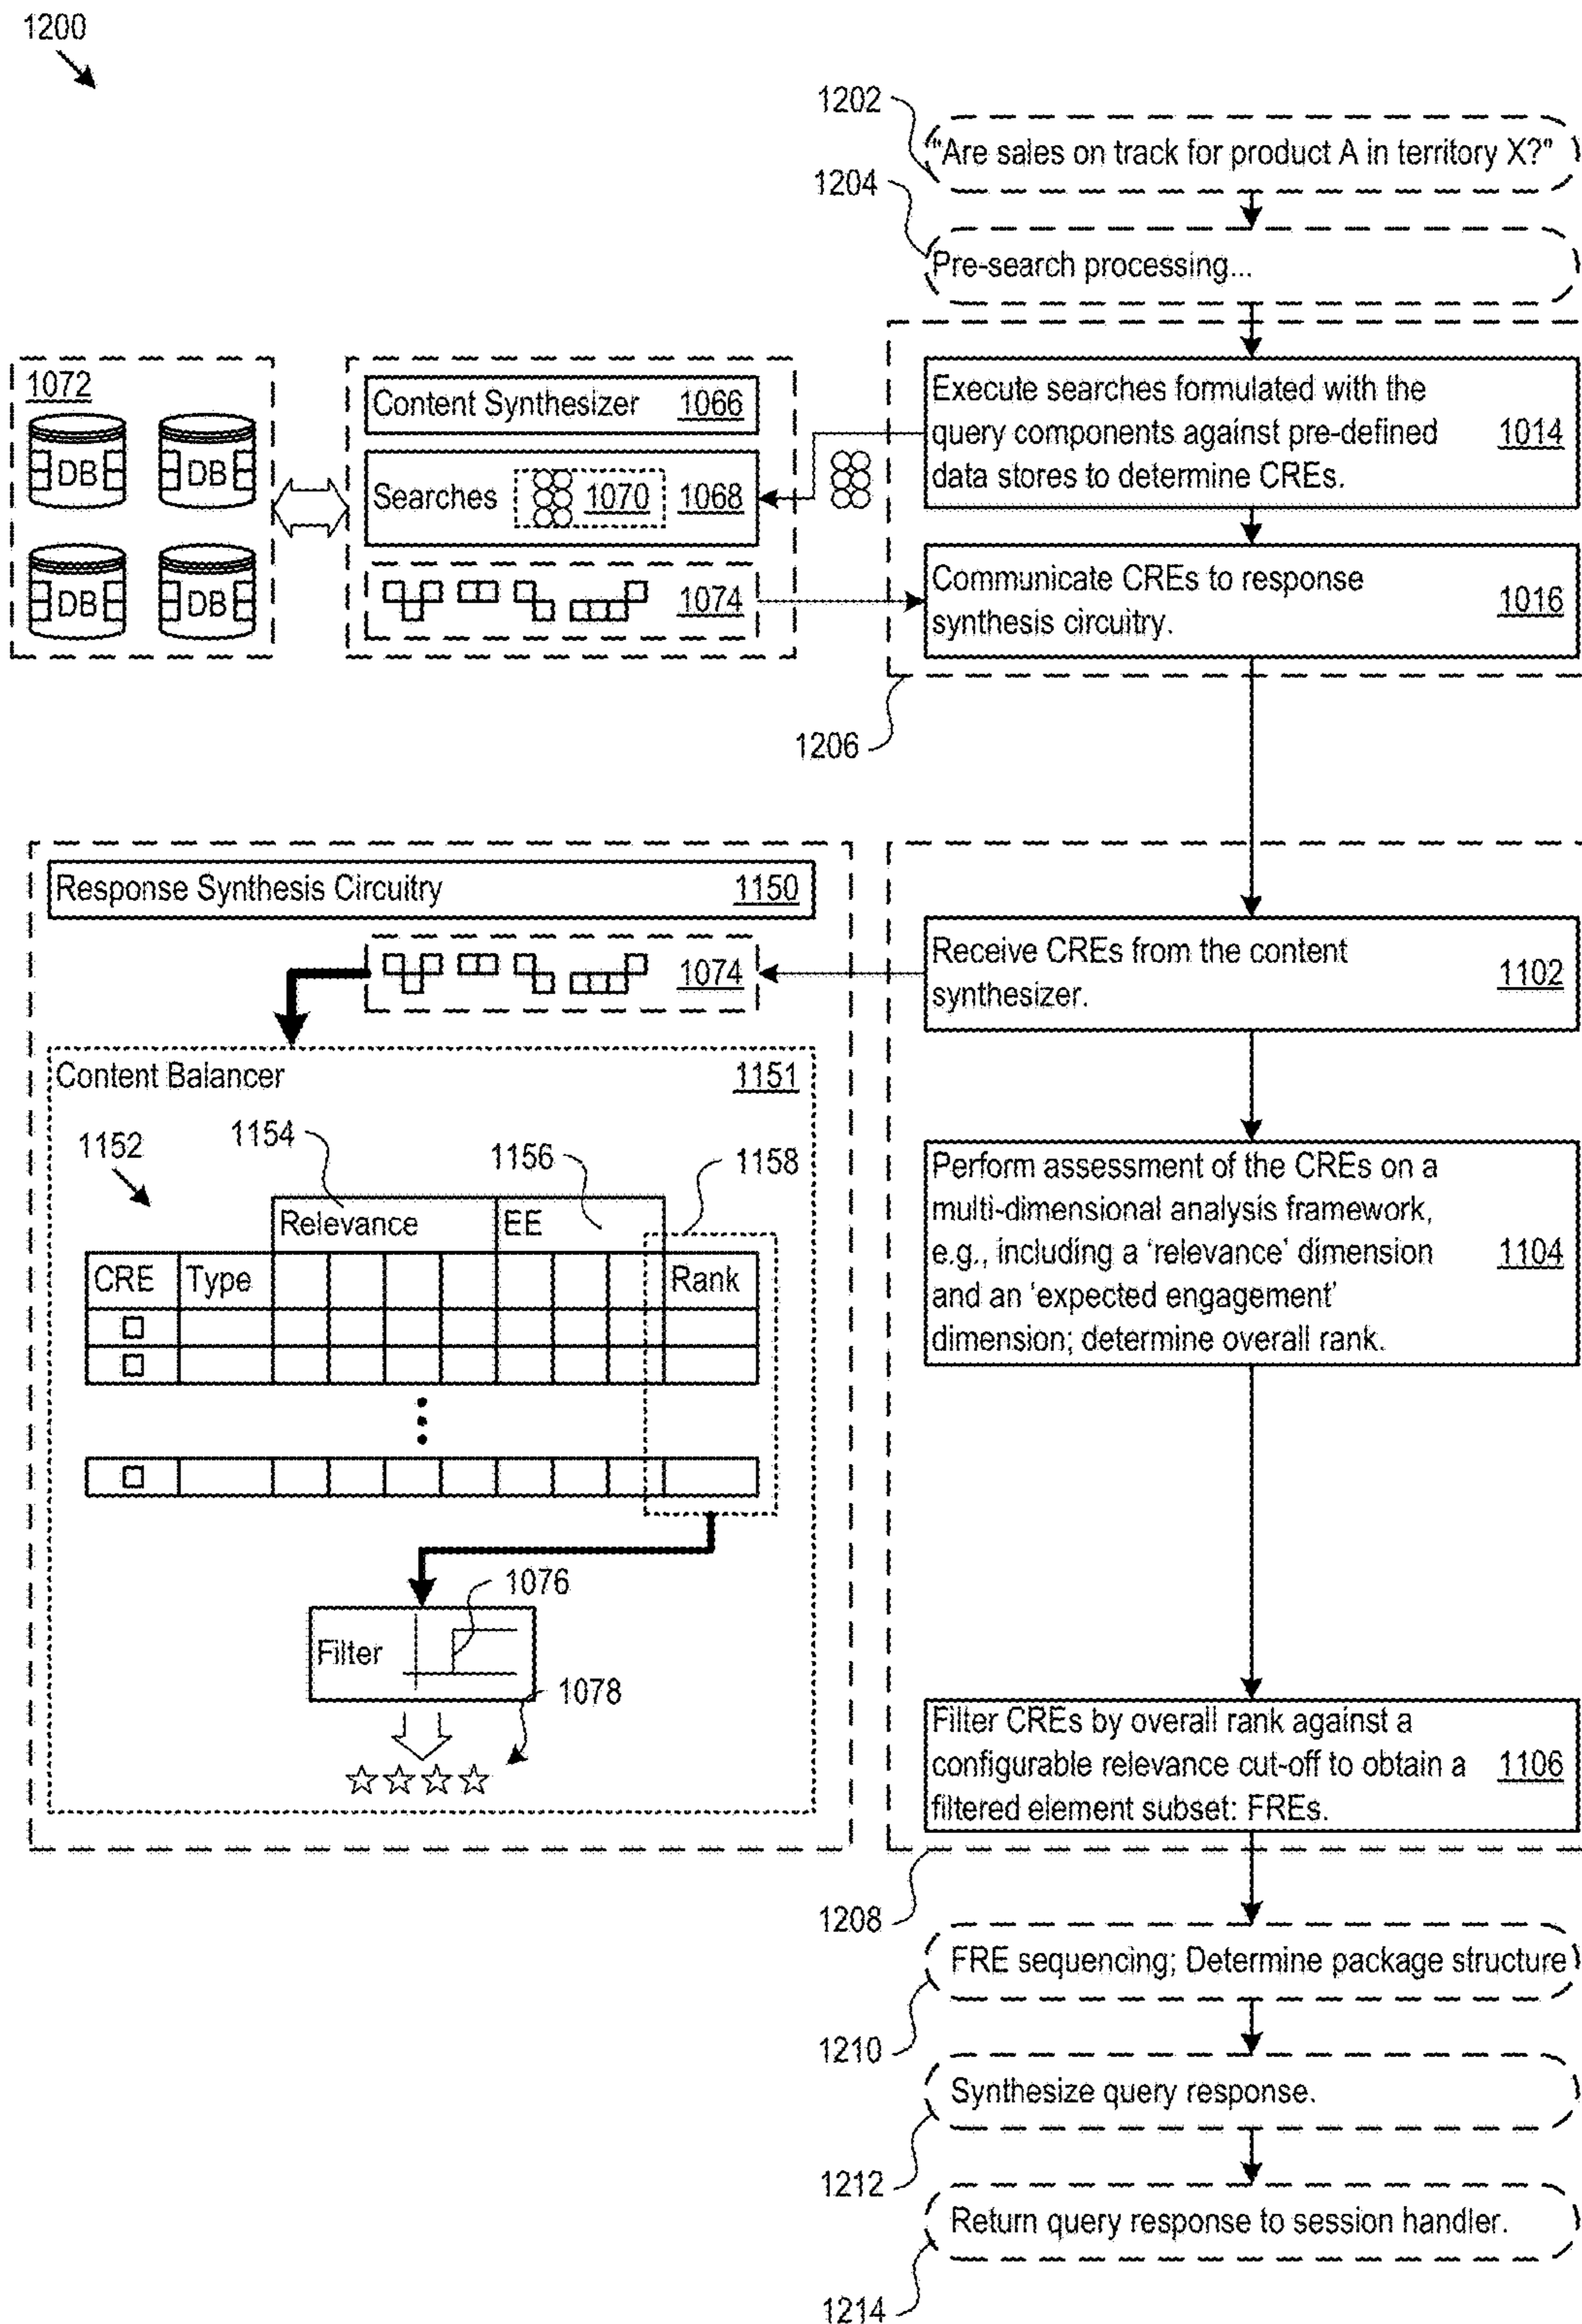 1200
1202
"Are sales on track for product A in territory X?"
1204
Pre-search processing...
1072
DB DB
DB DB
Content Synthesizer 1066
Searches 1070 1068
1074
Execute searches formulated with the
query components against pre-defined
data stores to determine CREs.
1014
Communicate CREs to response
synthesis circuitry.
1016
1206
Response Synthesis Circuitry 1150
1074
Receive CREs from the content
synthesizer.
1102
Content Balancer 1151
1152
1154
1156
1158
Relevance EE
CRE Type Rank
Perform assessment of the CREs on a
multi-dimensional analysis framework,
e.g., including a ‘relevance’ dimension
and an ‘expected engagement’
dimension; determine overall rank.
1104
1076
Filter
1078
Filter CREs by overall rank against a
configurable relevance cut-off to obtain a
filtered element subset: FREs.
1106
1208
FRE sequencing; Determine package structure
1210
Synthesize query response.
1212
Return query response to session handler.
1214